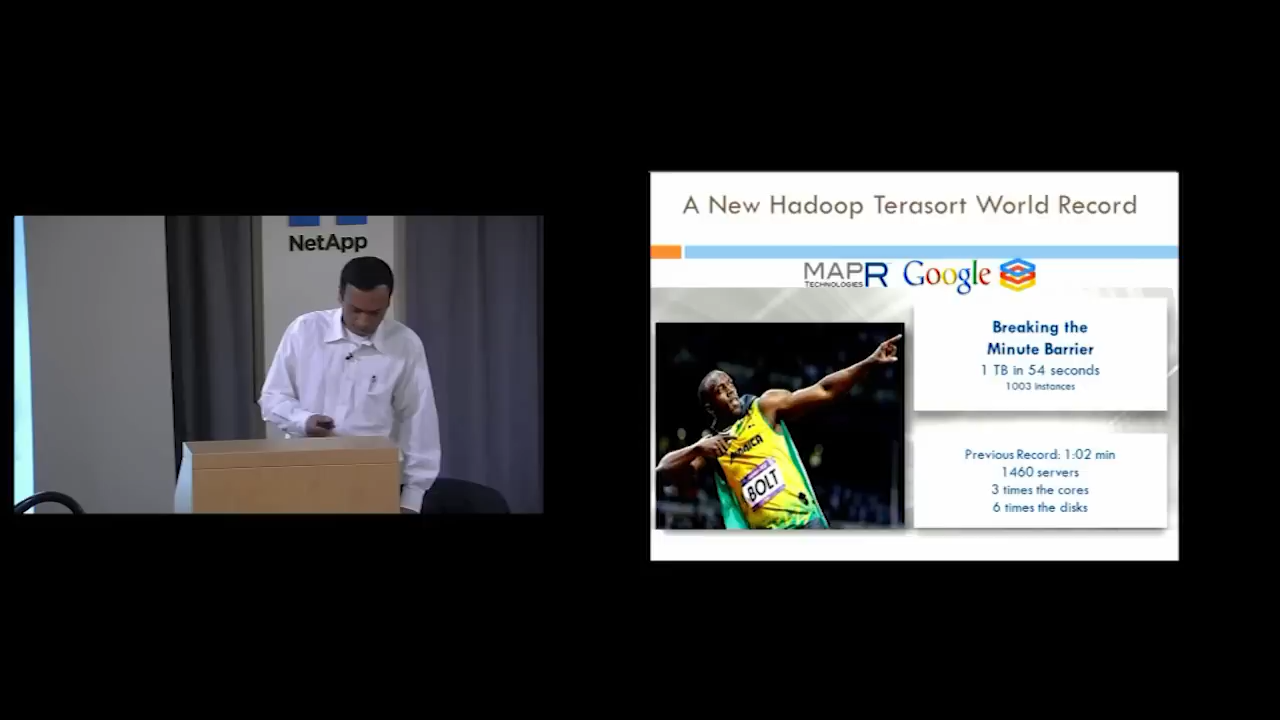 NetApp
A New Hadoop Terasort World Record
MAPR
TECHNOLOGIES
Google
Breaking the
Minute Barrier
1 TB in 54 seconds
1003 instances
JAMAICA
BOLT
Previous Record: 1:02 min
1460 servers
3 times the cores
6 times the disks